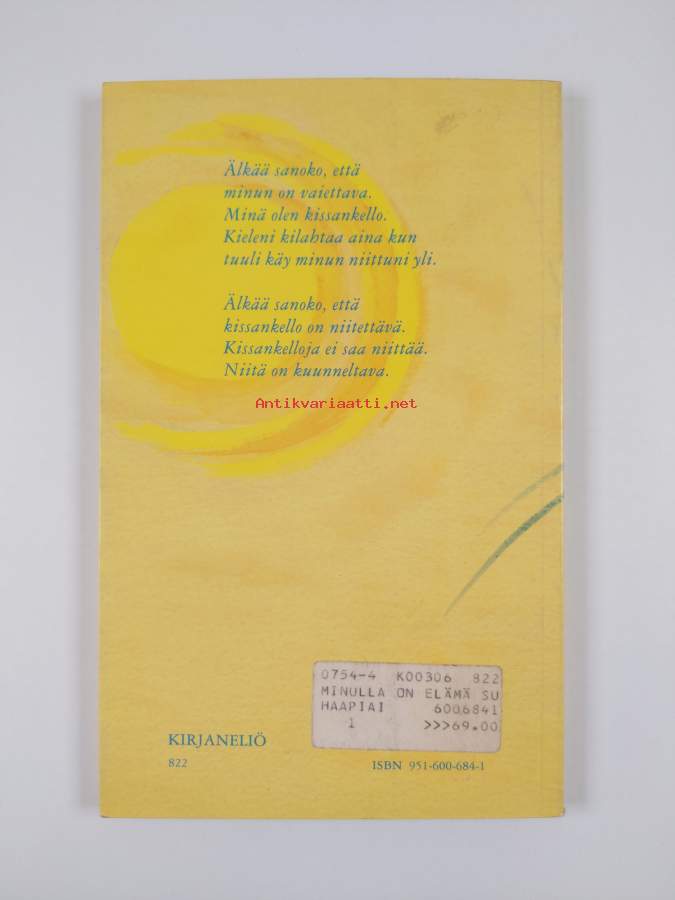 Älkää sanoko, että
minun on vaiettava.
Minä olen kissankello.
Kieleni kilahtaa aina kun
tuuli käy minun niittuni yli.
Älkää sanoko, että
kissankello on niitettävä.
Kissankelloja ei saa niittää.
Niitä on kuunneltava.
Antikvariaatti.net
0754-4 K00306 822
MINULLA ON ELÄMÄ SU
HAAPIAI 6006841
1 >>>69.00
KIRJANELIÖ
822 ISBN 951-600-684-1